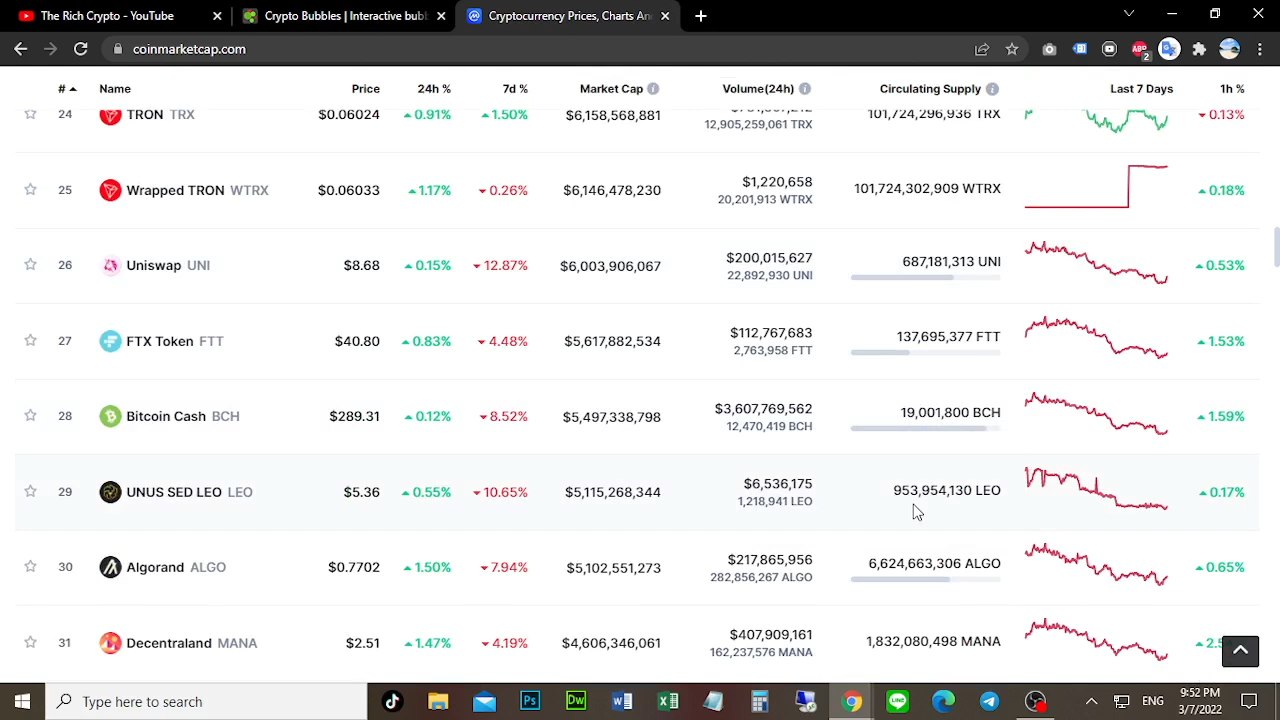 The Rich Crypto - YouTube
Crypto Bubbles | Interactive bubb
Cryptocurrency Prices, Charts An
coinmarketcap.com
ABP
2
# Name Price 24h % 7d % Market Cap Volume(24h) Circulating Supply Last 7 Days 1h %
24 TRON TRX $0.06024 0.91% 1.50% $6,158,568,881 101,724,296,936 TRX 0.13%
12,905,259,061 TRX
25 Wrapped TRON WTRX $0.06033 1.17% 0.26% $6,146,478,230 $1,220,658 101,724,302,909 WTRX 0.18%
20,201,913 WTRX
26 Uniswap UNI $8.68 0.15% 12.87% $6,003,906,067 $200,015,627 687,181,313 UNI 0.53%
22,892,930 UNI
27 FTX Token FTT $40.80 0.83% 4.48% $5,617,882,534 $112,767,683 137,695,377 FTT 1.53%
2,763,958 FTT
28 Bitcoin Cash BCH $289.31 0.12% 8.52% $5,497,338,798 $3,607,769,562 19,001,800 BCH 1.59%
12,470,419 BCH
29 UNUS SED LEO LEO $5.36 0.55% 10.65% $5,115,268,344 $6,536,175 953,954,130 LEO 0.17%
1,218,941 LEO
30 Algorand ALGO $0.7702 1.50% 7.94% $5,102,551,273 $217,865,956 6,624,663,306 ALGO 0.65%
282,856,267 ALGO
31 Decentraland MANA $2.51 1.47% 4.19% $4,606,346,061 $407,909,161 1,832,080,498 MANA
162,237,576 MANA
Type here to search
Ps
Dw
ENG
9:52 PM
3/7/2022